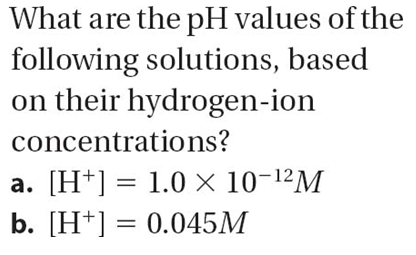 What are the pH values of the
following solutions, based
on their hydrogen-ion
concentrations?
a. [H⁺] = 1.0 × 10⁻¹²M
b. [H⁺] = 0.045M